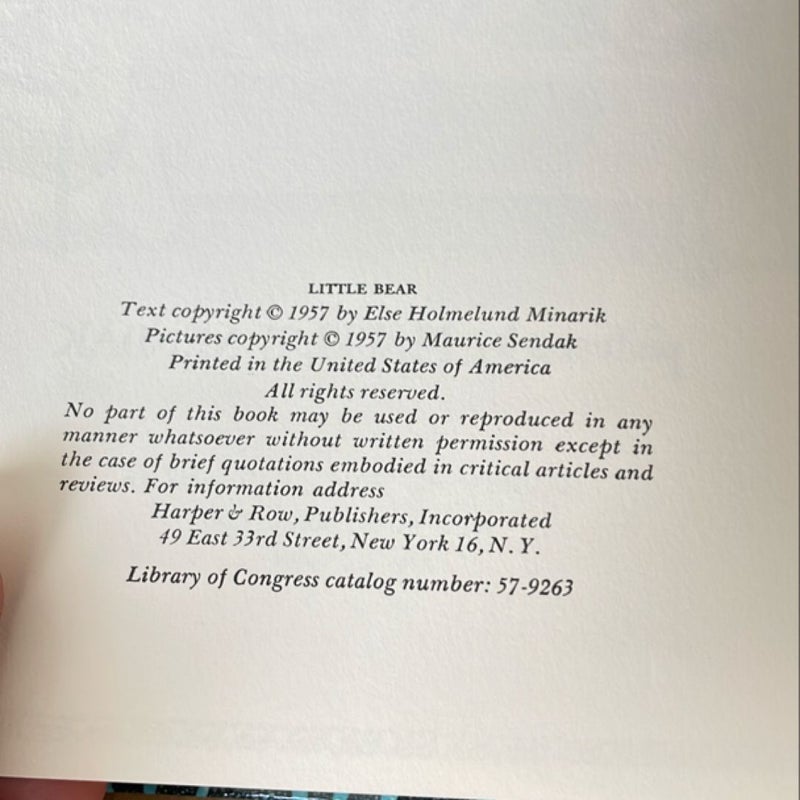 LITTLE BEAR
Text copyright © 1957 by Else Holmelund Minarik
Pictures copyright © 1957 by Maurice Sendak
Printed in the United States of America
All rights reserved.
No part of this book may be used or reproduced in any
manner whatsoever without written permission except in
the case of brief quotations embodied in critical articles and
reviews. For information address
Harper & Row, Publishers, Incorporated
49 East 33rd Street, New York 16, N. Y.
Library of Congress catalog number: 57-9263